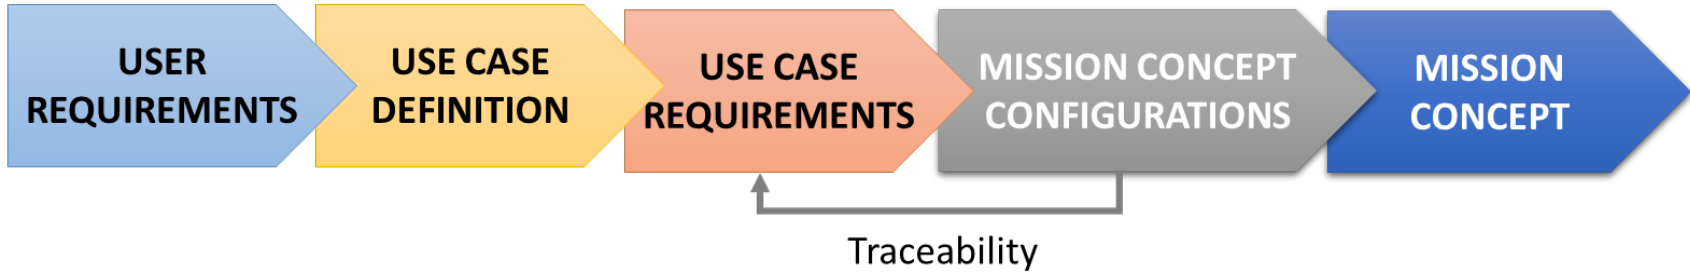 USER
REQUIREMENTS
USE CASE
DEFINITION
USE CASE
REQUIREMENTS
MISSION CONCEPT
CONFIGURATIONS
MISSION
CONCEPT
Traceability